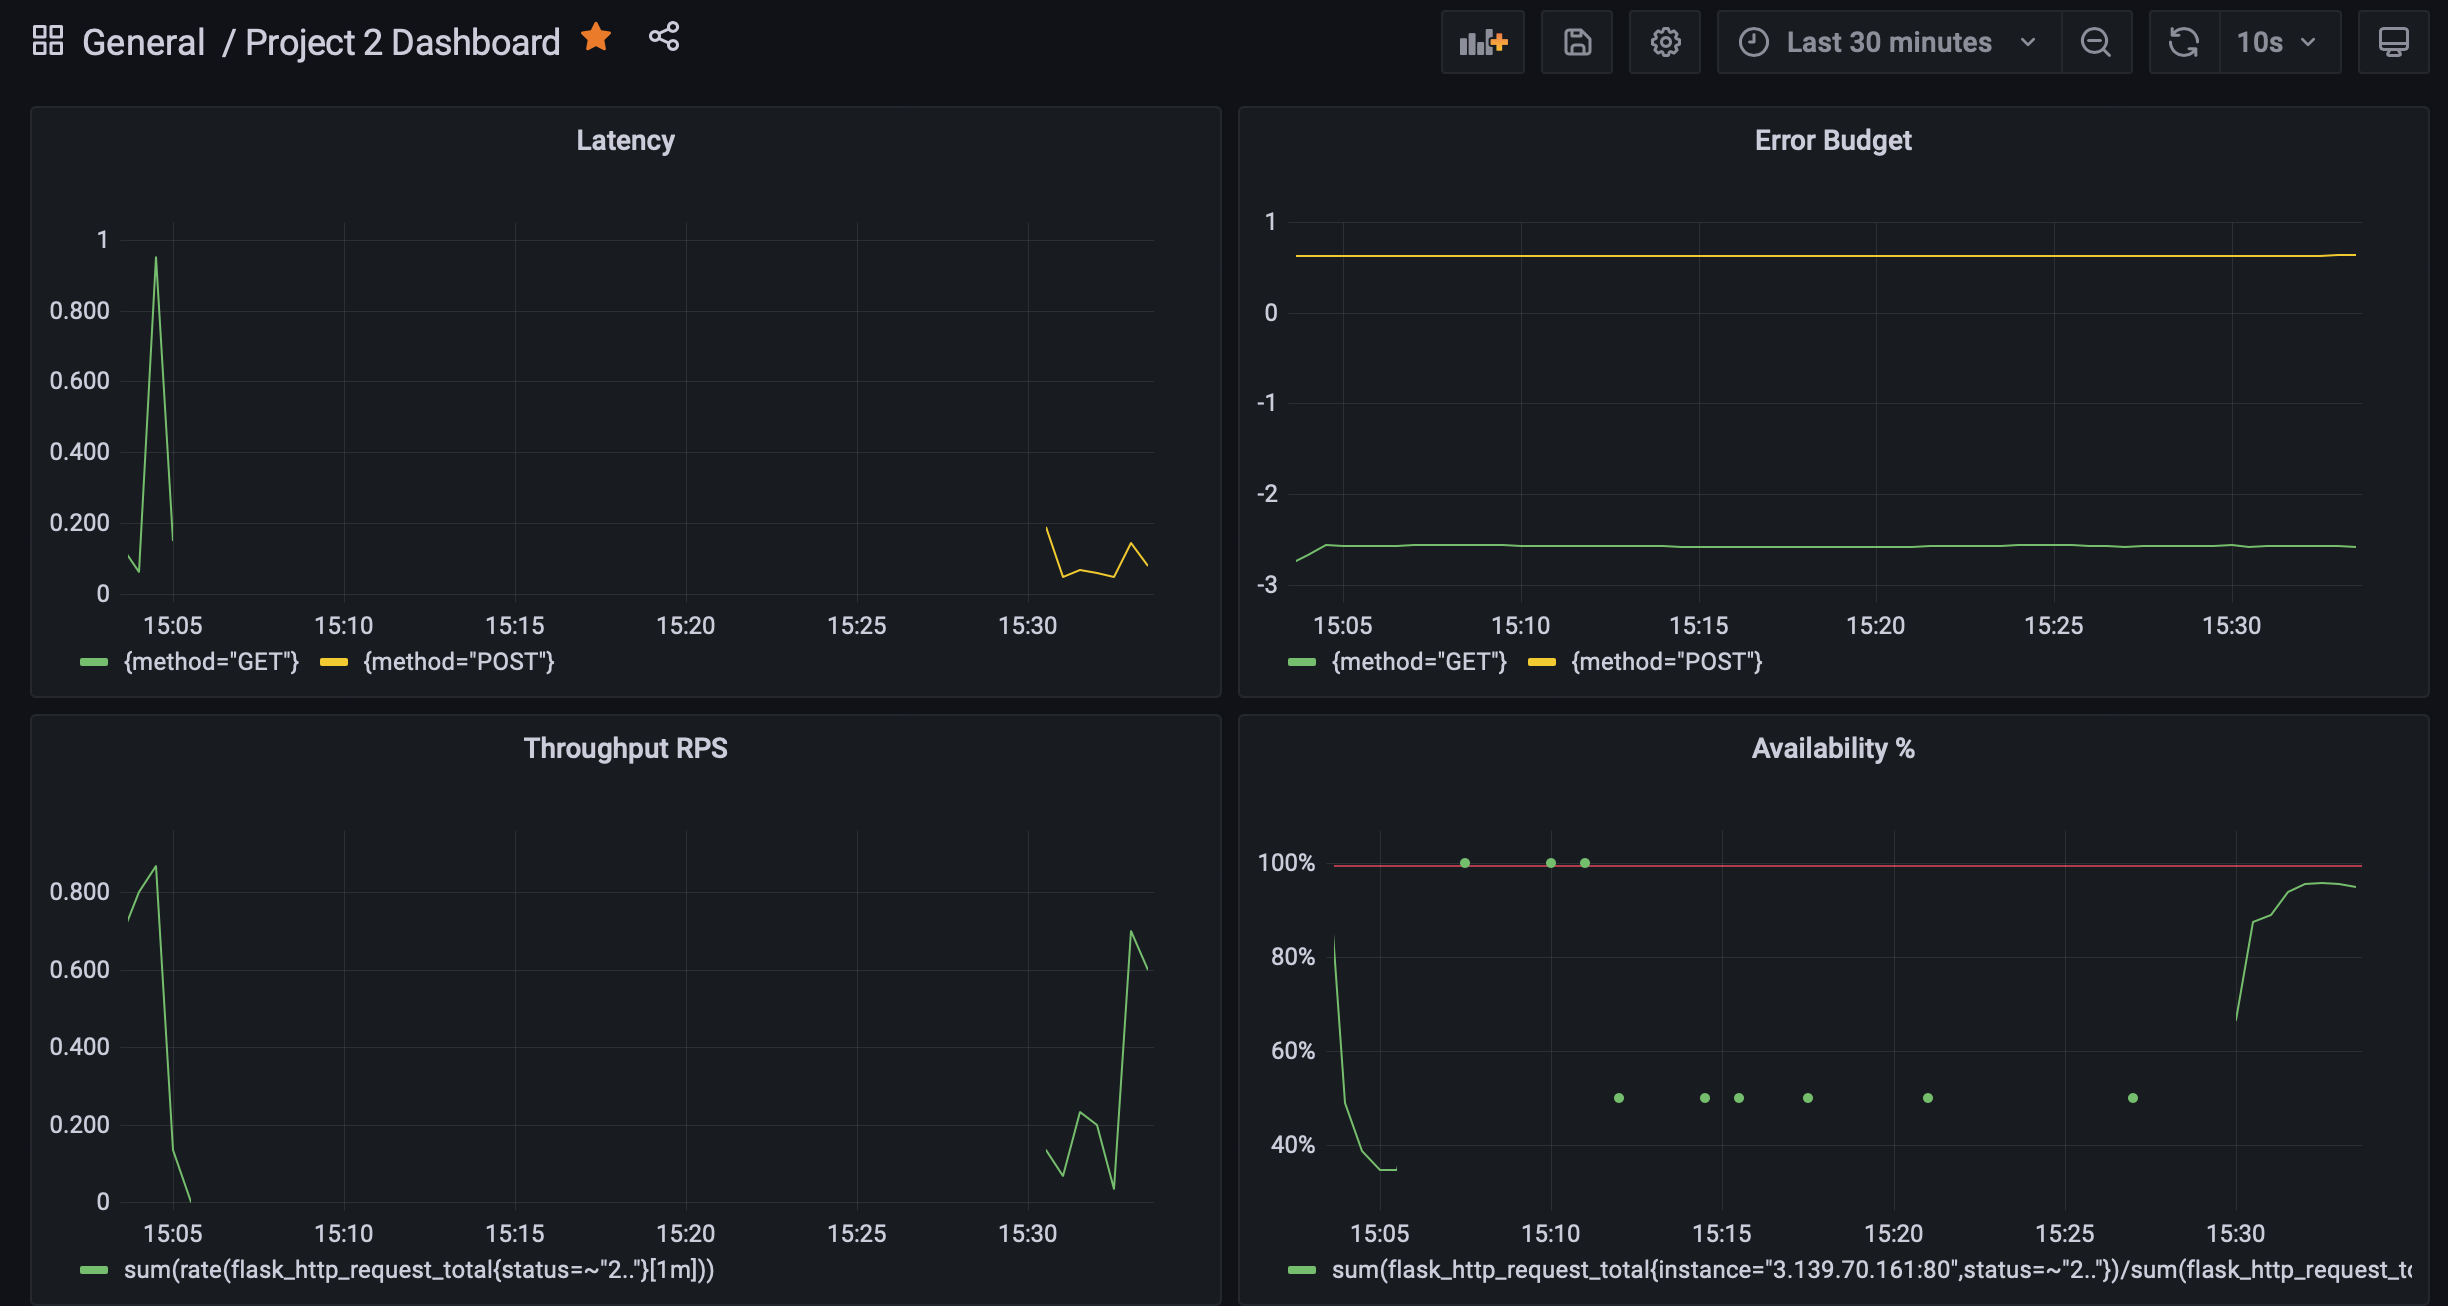 General / Project 2 Dashboard
Last 30 minutes
10s
Latency
1
0.800
0.600
0.400
0.200
0
15:05 15:10 15:15 15:20 15:25 15:30
{method="GET"} {method="POST"}
Error Budget
1
0
-1
-2
-3
15:05 15:10 15:15 15:20 15:25 15:30
{method="GET"} {method="POST"}
Throughput RPS
0.800
0.600
0.400
0.200
0
15:05 15:10 15:15 15:20 15:25 15:30
sum(rate(flask_http_request_total{status=~"2.."}[1m]))
Availability %
100%
80%
60%
40%
15:05 15:10 15:15 15:20 15:25 15:30
sum(flask_http_request_total{instance="3.139.70.161:80",status=~"2.."})/sum(flask_http_request_t